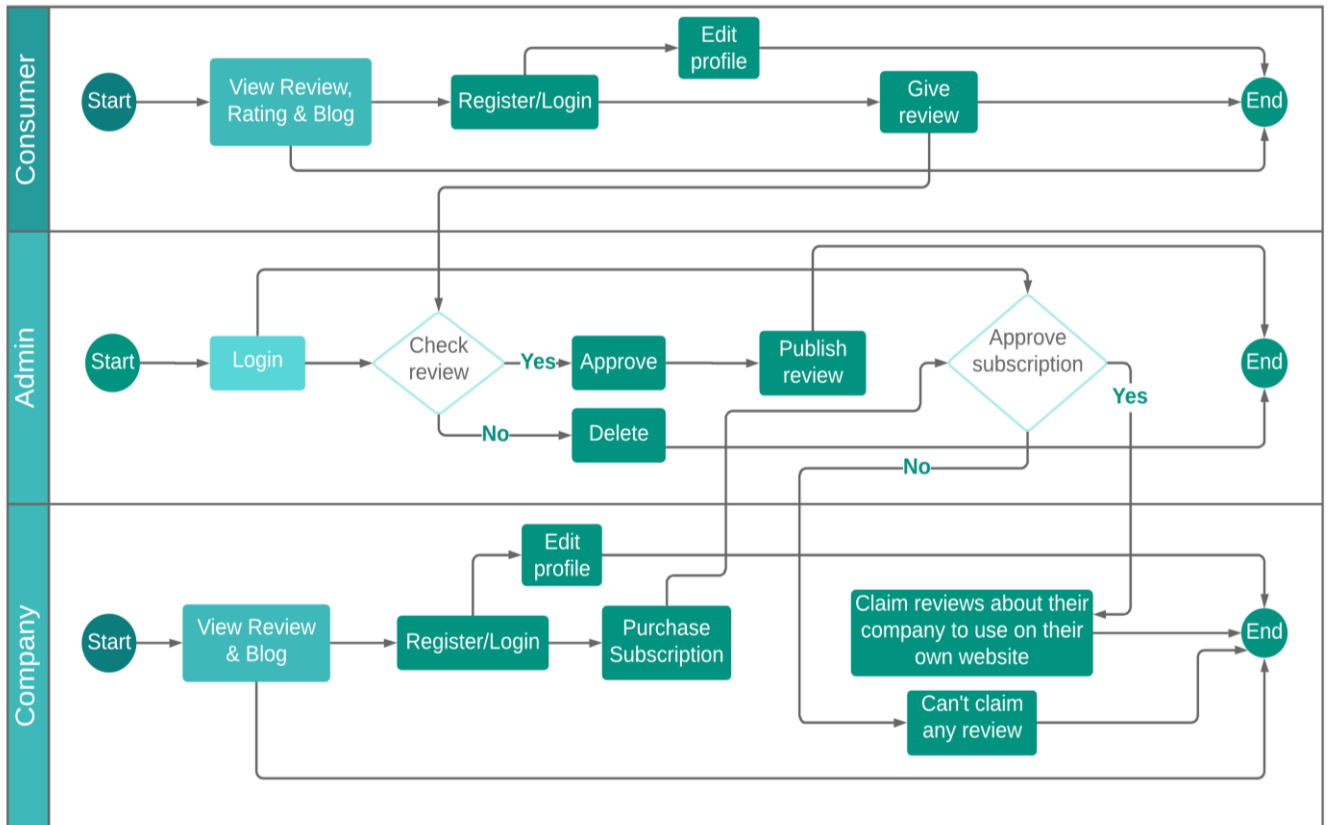 Consumer
Start
View Review,
Rating & Blog
Register/Login
Edit
profile
Give
review
End
Admin
Start
Login
Check
review
Yes
Approve
Publish
review
No
Delete
Approve
subscription
Yes
No
End
Company
Start
View Review
& Blog
Register/Login
Edit
profile
Purchase
Subscription
Claim reviews about their
company to use on their
own website
Can't claim
any review
End